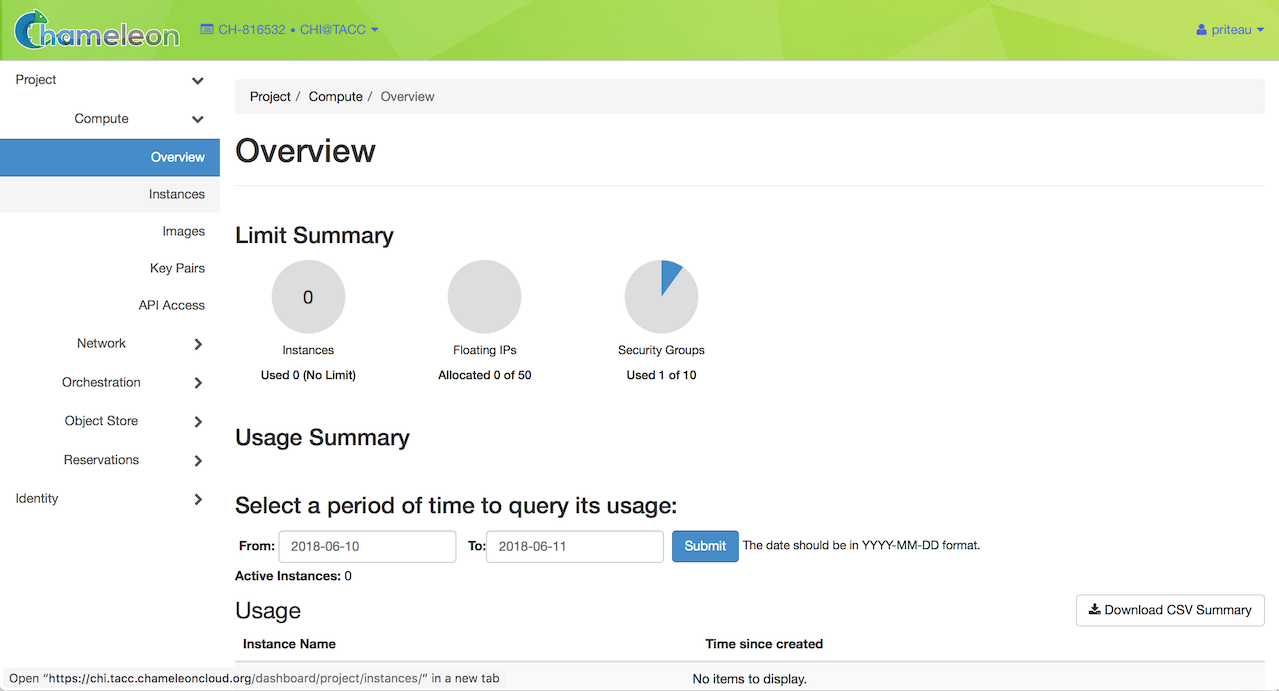 Chameleon
CH-816532 • CHI@TACC
priteau
Project
Compute
Overview
Instances
Images
Key Pairs
API Access
Network
Orchestration
Object Store
Reservations
Identity
Project / Compute / Overview
Overview
Limit Summary
0
Instances
Used 0 (No Limit)
Floating IPs
Allocated 0 of 50
Security Groups
Used 1 of 10
Usage Summary
Select a period of time to query its usage:
From: 2018-06-10 To: 2018-06-11 Submit The date should be in YYYY-MM-DD format.
Active Instances: 0
Usage
Download CSV Summary
Instance Name Time since created
No items to display.
Open “https://chi.tacc.chameleoncloud.org/dashboard/project/instances/” in a new tab